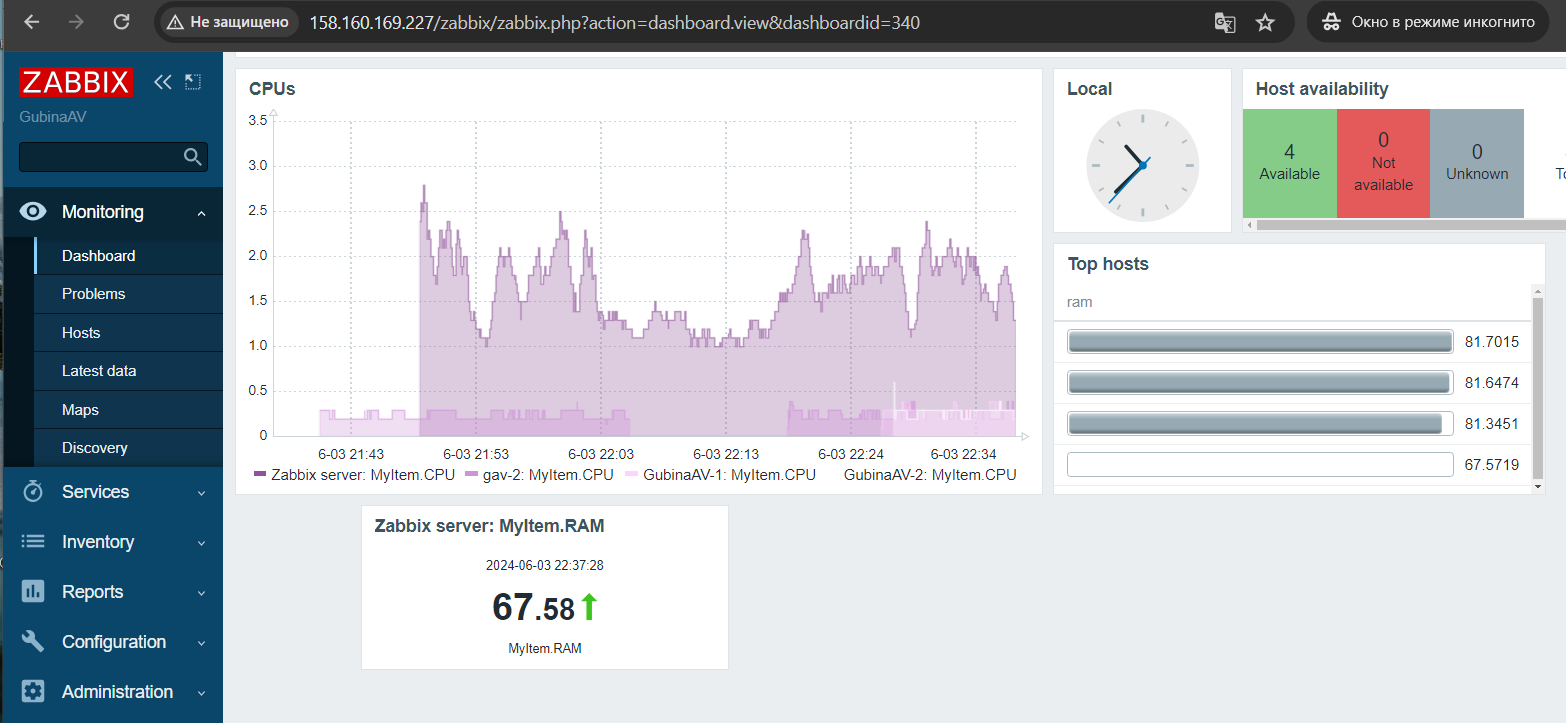 Не защищено
158.160.169.227/zabbix/zabbix.php?action=dashboard.view&dashboardid=340
Окно в режиме инкогнито
ZABBIX
GubinaAV
Monitoring
Dashboard
Problems
Hosts
Latest data
Maps
Discovery
Services
Inventory
Reports
Configuration
Administration
CPUs
3.5
3.0
2.5
2.0
1.5
1.0
0.5
0
6-03 21:43
6-03 21:53
6-03 22:03
6-03 22:13
6-03 22:24
6-03 22:34
Zabbix server: MyItem.CPU
gav-2: MyItem.CPU
GubinaAV-1: MyItem.CPU
GubinaAV-2: MyItem.CPU
Local
Host availability
4
Available
0
Not
available
0
Unknown
Top hosts
ram
81.7015
81.6474
81.3451
67.5719
Zabbix server: MyItem.RAM
2024-06-03 22:37:28
67.58
MyItem.RAM